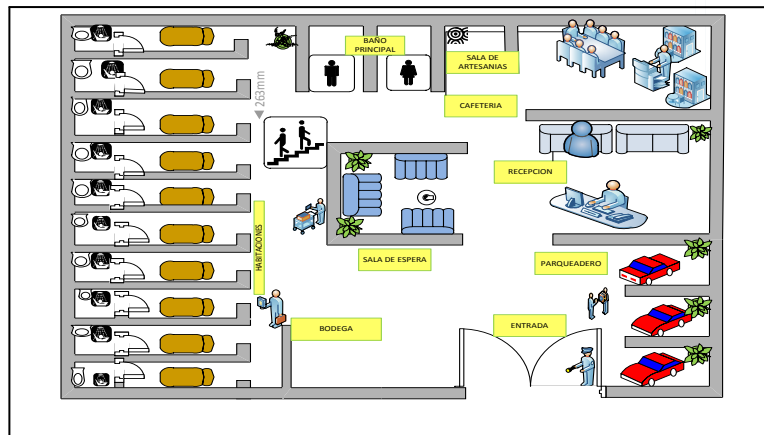 BAÑO
PRINCIPAL
SALA DE
ARTESANIAS
CAFETERIA
263mm
RECEPCION
HABITACIONES
SALA DE ESPERA
PARQUEADERO
BODEGA
ENTRADA